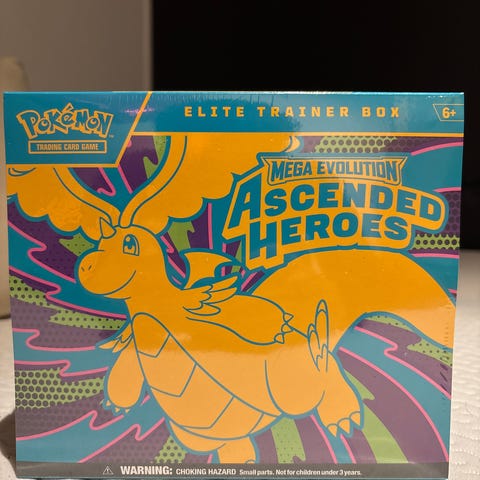 POKéMON
TRADING CARD GAME
ELITE TRAINER BOX
6+
MEGA EVOLUTION
ASCENDED
HEROES
WARNING: CHOKING HAZARD Small parts. Not for children under 3 years.